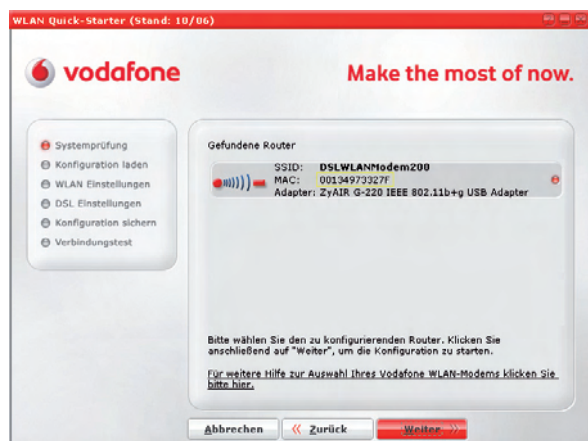 WLAN Quick-Starter (Stand: 10/06)
vodafone
Make the most of now.
Systemprüfung
Konfiguration laden
WLAN Einstellungen
DSL Einstellungen
Konfiguration sichern
Verbindungstest
Gefundene Router
SSID: DSLWLANModem200
MAC: 00134973327F
Adapter: ZyAIR G-220 IEEE 802.11b+g USB Adapter
Bitte wählen Sie den zu konfigurierenden Router. Klicken Sie
anschließend auf "Weiter", um die Konfiguration zu starten.
Für weitere Hilfe zur Auswahl Ihres Vodafone WLAN-Modems klicken Sie
bitte hier.
Abbrechen
Zurück
Weiter